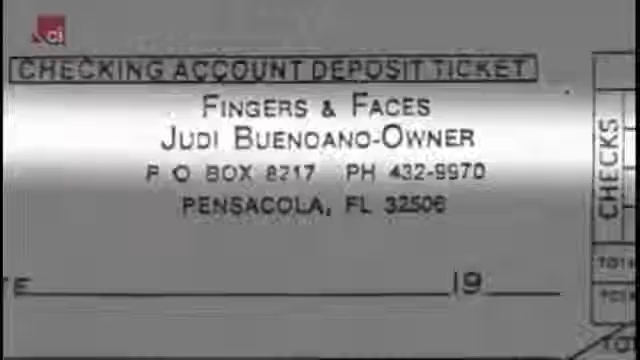 ci
CHECKING ACCOUNT DEPOSIT TICKET
FINGERS & FACES
JUDI BUENOANO-OWNER
P O BOX 8217 PH 432-9970
PENSACOLA, FL 32506
CHECKS
19